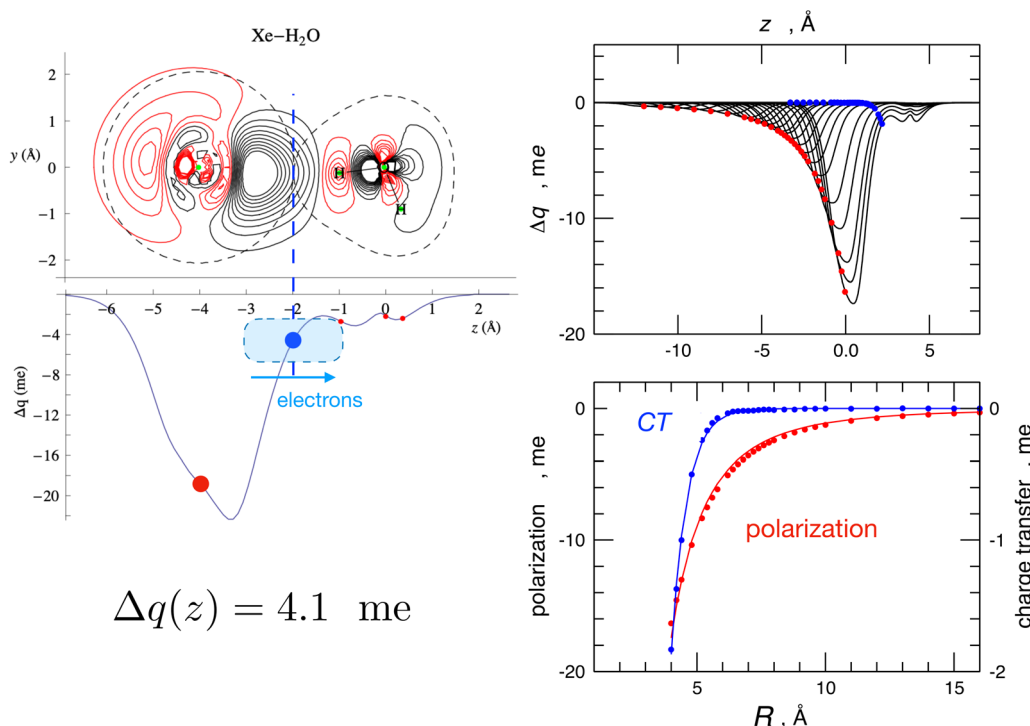 Xe−H₂O
2
1
y (Å)
0
−1
−2
H
H
−6
−5
−4
−3
−2
−1
0
1
2
z (Å)
−4
−8
−12
−16
−20
Δq (me)
electrons
Δq(z) = 4.1 me
z , Å
0
-10
-20
Δq , me
-10
-5
0.0
5
0
-10
-20
polarization , me
CT
polarization
0
-1
-2
charge transfer , me
5
10
15
R , Å